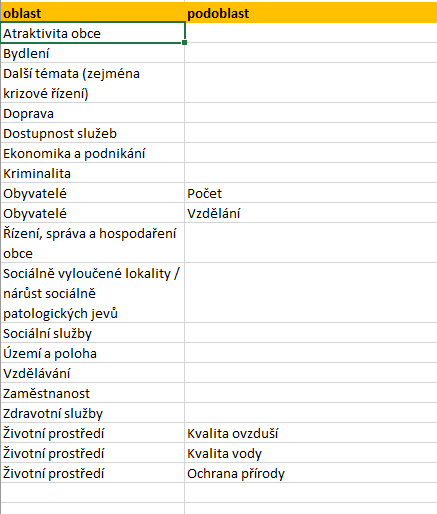 oblast podoblast
Atraktivita obce
Bydlení
Další témata (zejména
krizové řízení)
Doprava
Dostupnost služeb
Ekonomika a podnikání
Kriminalita
Obyvatelé Počet
Obyvatelé Vzdělání
Řízení, správa a hospodaření
obce
Sociálně vyloučené lokality /
nárůst sociálně
patologických jevů
Sociální služby
Území a poloha
Vzdělávání
Zaměstnanost
Zdravotní služby
Životní prostředí Kvalita ovzduší
Životní prostředí Kvalita vody
Životní prostředí Ochrana přírody